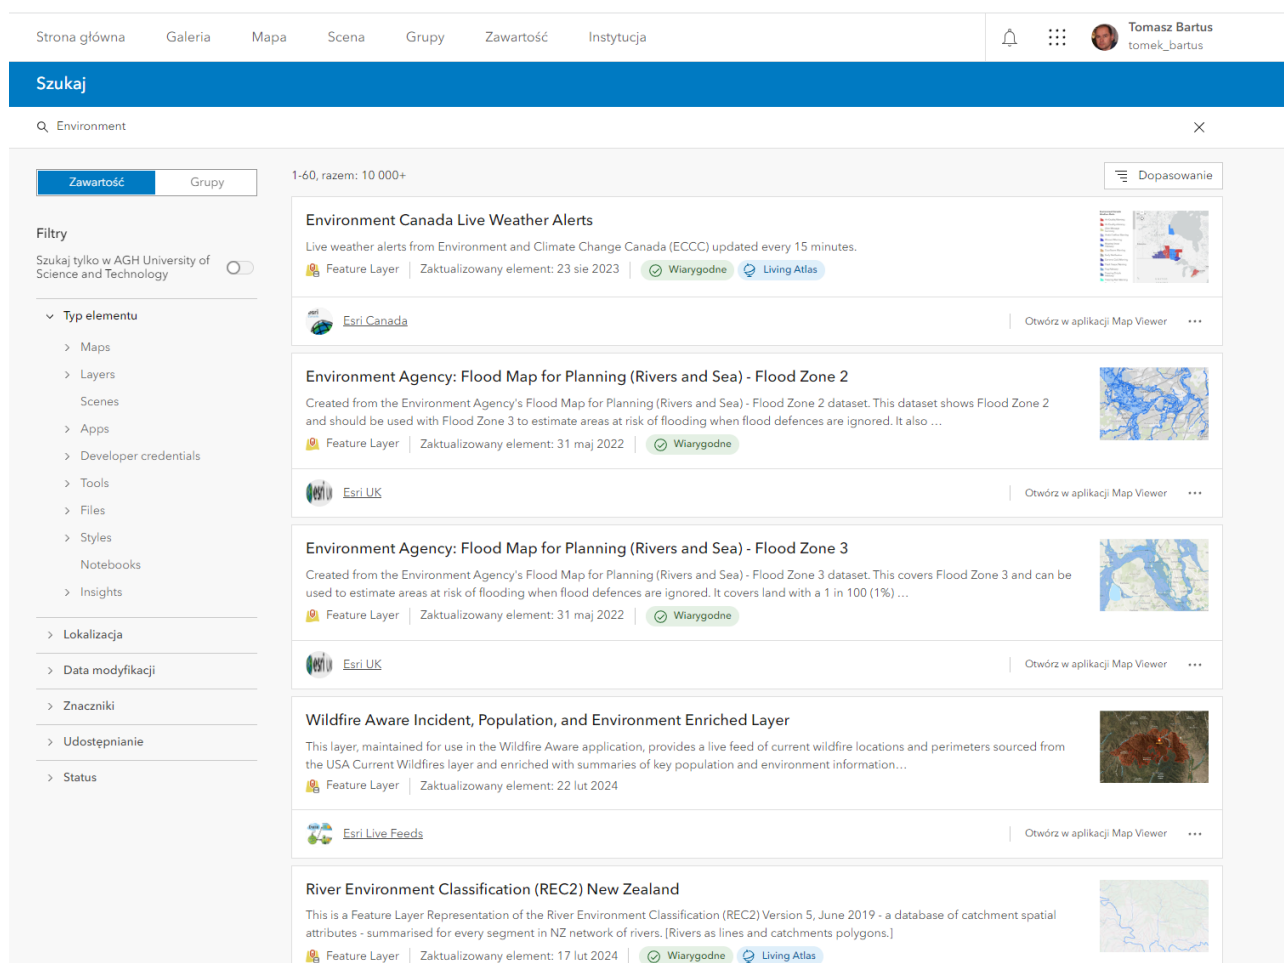 Strona główna Galeria Mapa Scena Grupy Zawartość Instytucja
Tomasz Bartus
tomek_bartus
Szukaj
Environment
Zawartość Grupy
Filtry
Szukaj tylko w AGH University of
Science and Technology
Typ elementu
Maps
Layers
Scenes
Apps
Developer credentials
Tools
Files
Styles
Notebooks
Insights
Lokalizacja
Data modyfikacji
Znaczniki
Udostępnianie
Status
1-60, razem: 10 000+
Dopasowanie
Environment Canada Live Weather Alerts
Live weather alerts from Environment and Climate Change Canada (ECCC) updated every 15 minutes.
Feature Layer Zaktualizowany element: 23 sie 2023 Wiarygodne Living Atlas
Esri Canada Otwórz w aplikacji Map Viewer
Environment Agency: Flood Map for Planning (Rivers and Sea) - Flood Zone 2
Created from the Environment Agency's Flood Map for Planning (Rivers and Sea) - Flood Zone 2 dataset. This dataset shows Flood Zone 2
and should be used with Flood Zone 3 to estimate areas at risk of flooding when flood defences are ignored. It also …
Feature Layer Zaktualizowany element: 31 maj 2022 Wiarygodne
esri U
Esri UK Otwórz w aplikacji Map Viewer
Environment Agency: Flood Map for Planning (Rivers and Sea) - Flood Zone 3
Created from the Environment Agency's Flood Map for Planning (Rivers and Sea) - Flood Zone 3 dataset. This covers Flood Zone 3 and can be
used to estimate areas at risk of flooding when flood defences are ignored. It covers land with a 1 in 100 (1%) …
Feature Layer Zaktualizowany element: 31 maj 2022 Wiarygodne
esri U
Esri UK Otwórz w aplikacji Map Viewer
Wildfire Aware Incident, Population, and Environment Enriched Layer
This layer, maintained for use in the Wildfire Aware application, provides a live feed of current wildfire locations and perimeters sourced from
the USA Current Wildfires layer and enriched with summaries of key population and environment information…
Feature Layer Zaktualizowany element: 22 lut 2024
Esri Live Feeds Otwórz w aplikacji Map Viewer
River Environment Classification (REC2) New Zealand
This is a Feature Layer Representation of the River Environment Classification (REC2) Version 5, June 2019 - a database of catchment spatial
attributes - summarised for every segment in NZ network of rivers. [Rivers as lines and catchments polygons.]
Feature Layer Zaktualizowany element: 17 lut 2024 Wiarygodne Living Atlas